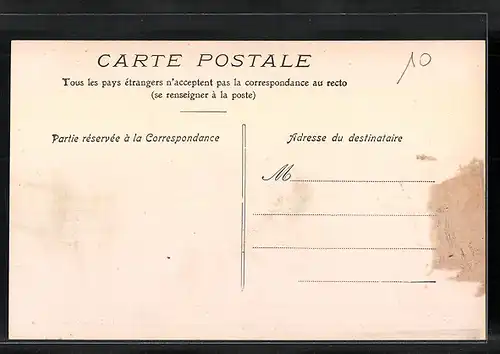 CARTE POSTALE
10
Tous les pays étrangers n'acceptent pas la correspondance au recto
(se renseigner à la poste)
Partie réservée à la Correspondance
Adresse du destinataire
M